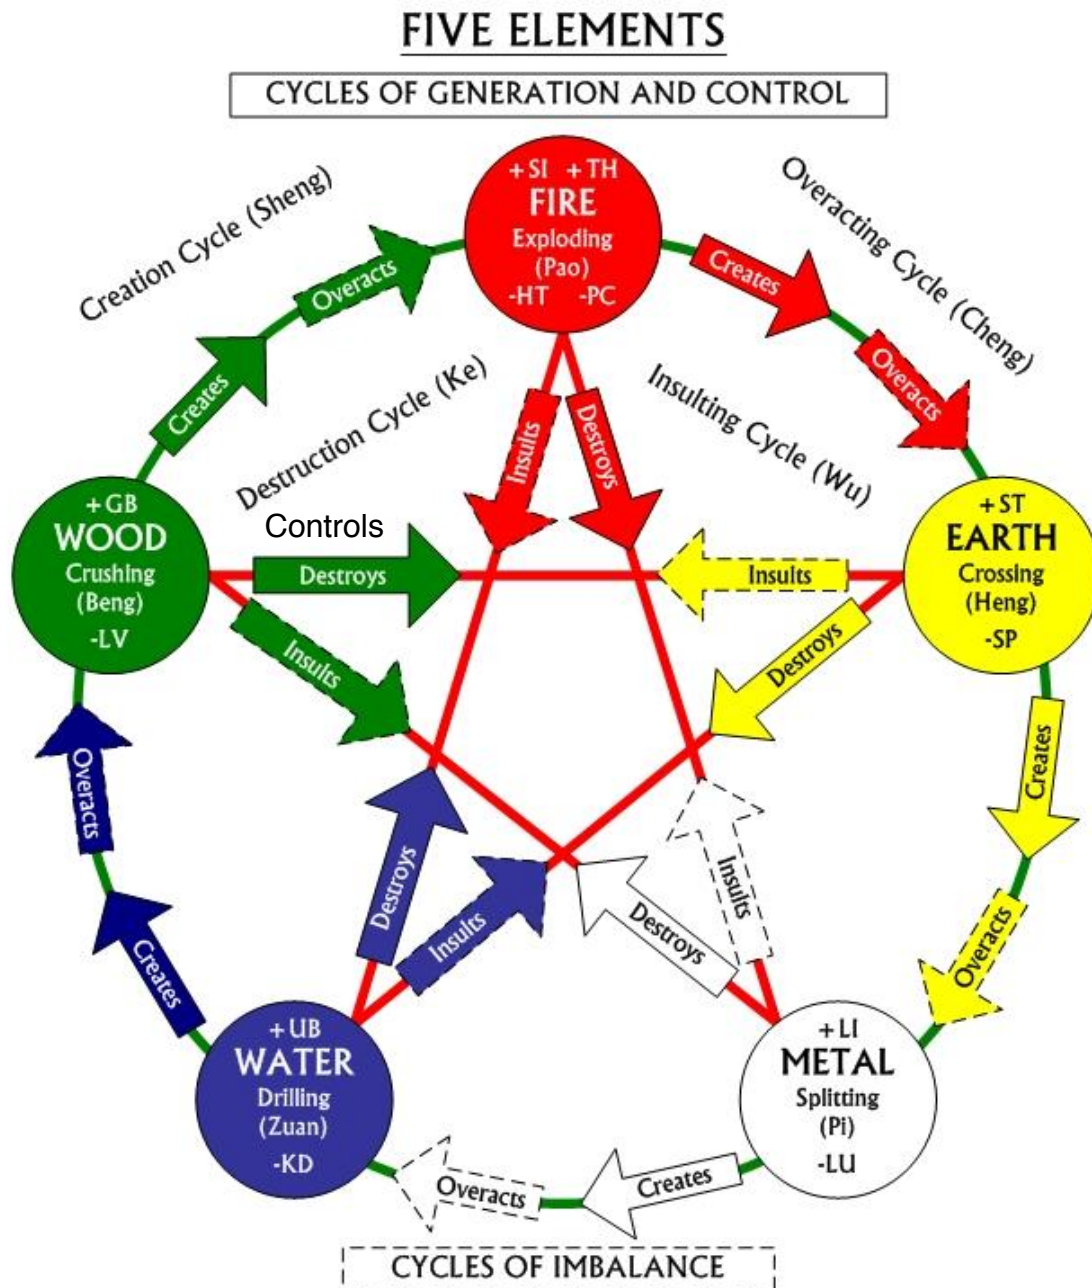 FIVE ELEMENTS
CYCLES OF GENERATION AND CONTROL
Creation Cycle (Sheng)
Overacting Cycle (Cheng)
Destruction Cycle (Ke)
Insulting Cycle (Wu)
+SI +TH
FIRE
Exploding
(Pao)
-HT -PC
Creates
Overacts
Creates
Overacts
Insults
Destroys
+GB
WOOD
Crushing
(Beng)
-LV
Controls
Destroys
Insults
Insults
Destroys
+ST
EARTH
Crossing
(Heng)
-SP
Overacts
Creates
Creates
Overacts
Destroys
Insults
Destroys
Insults
+UB
WATER
Drilling
(Zuan)
-KD
+LI
METAL
Splitting
(Pi)
-LU
Overacts
Creates
CYCLES OF IMBALANCE